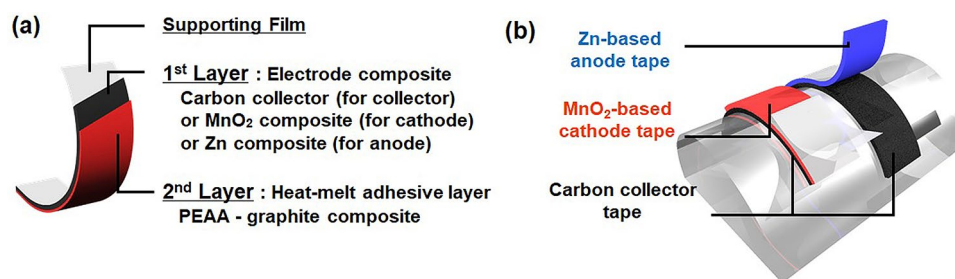 (a)
Supporting Film
1st Layer : Electrode composite
Carbon collector (for collector)
or MnO₂ composite (for cathode)
or Zn composite (for anode)
2nd Layer : Heat-melt adhesive layer
PEAA - graphite composite
(b)
Zn-based
anode tape
MnO₂-based
cathode tape
Carbon collector
tape